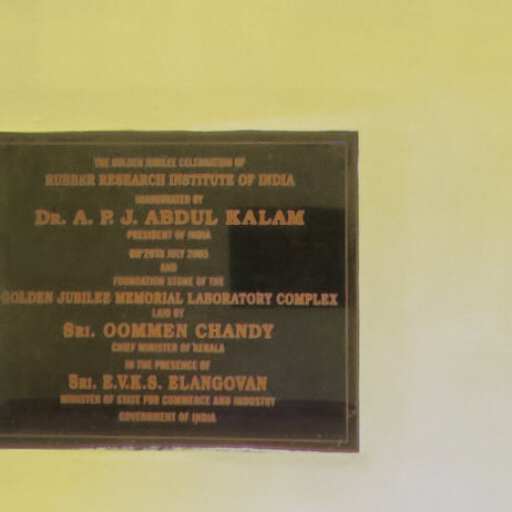 THE GOLDEN JUBILEE CELEBRATION OF
RUBBER RESEARCH INSTITUTE OF INDIA
INAUGURATED BY
DR. A. P. J. ABDUL KALAM
PRESIDENT OF INDIA
ON 28TH JULY 2005
AND
FOUNDATION STONE OF THE
GOLDEN JUBILEE MEMORIAL LABORATORY COMPLEX
LAID BY
SRI. OOMMEN CHANDY
CHIEF MINISTER OF KERALA
IN THE PRESENCE OF
SRI. E.V.K.S. ELANGOVAN
MINISTER OF STATE FOR COMMERCE AND INDUSTRY
GOVERNMENT OF INDIA